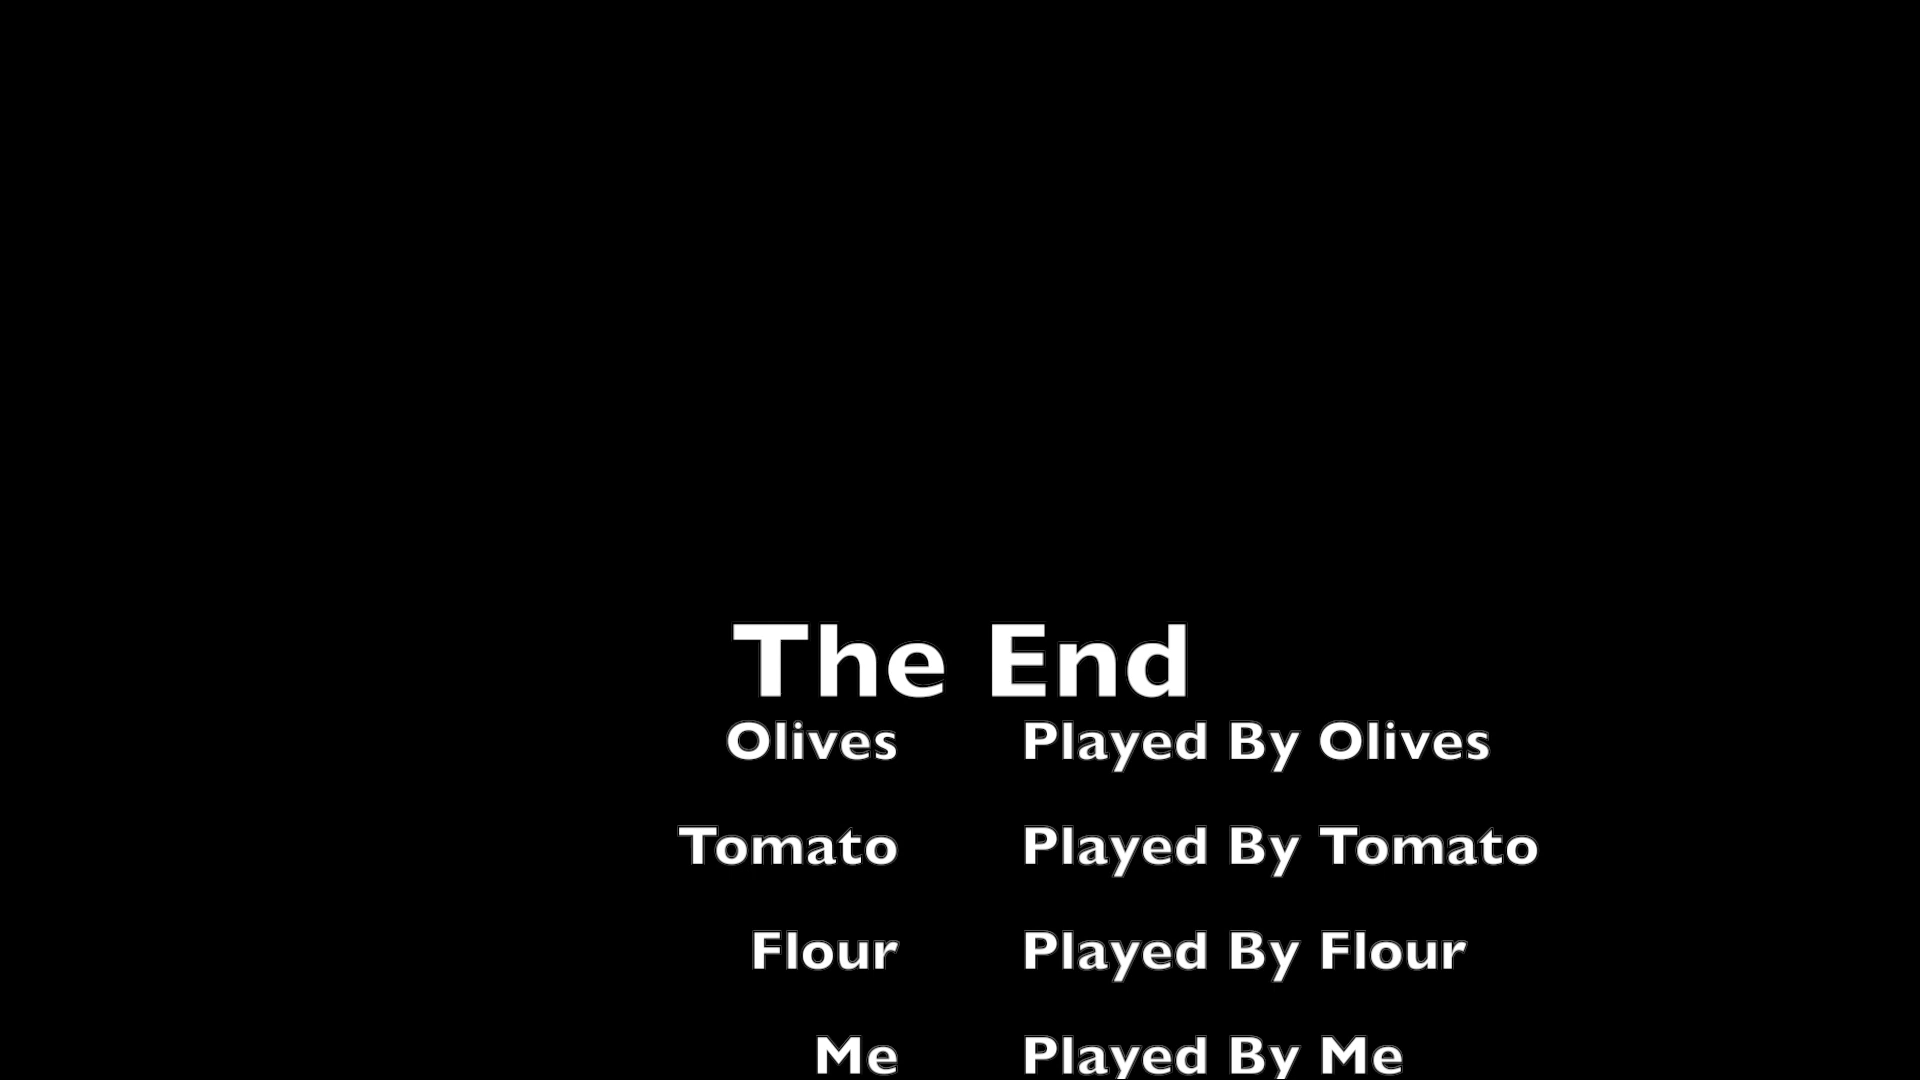 The End
Olives Played By Olives
Tomato Played By Tomato
Flour Played By Flour
Me Played By Me